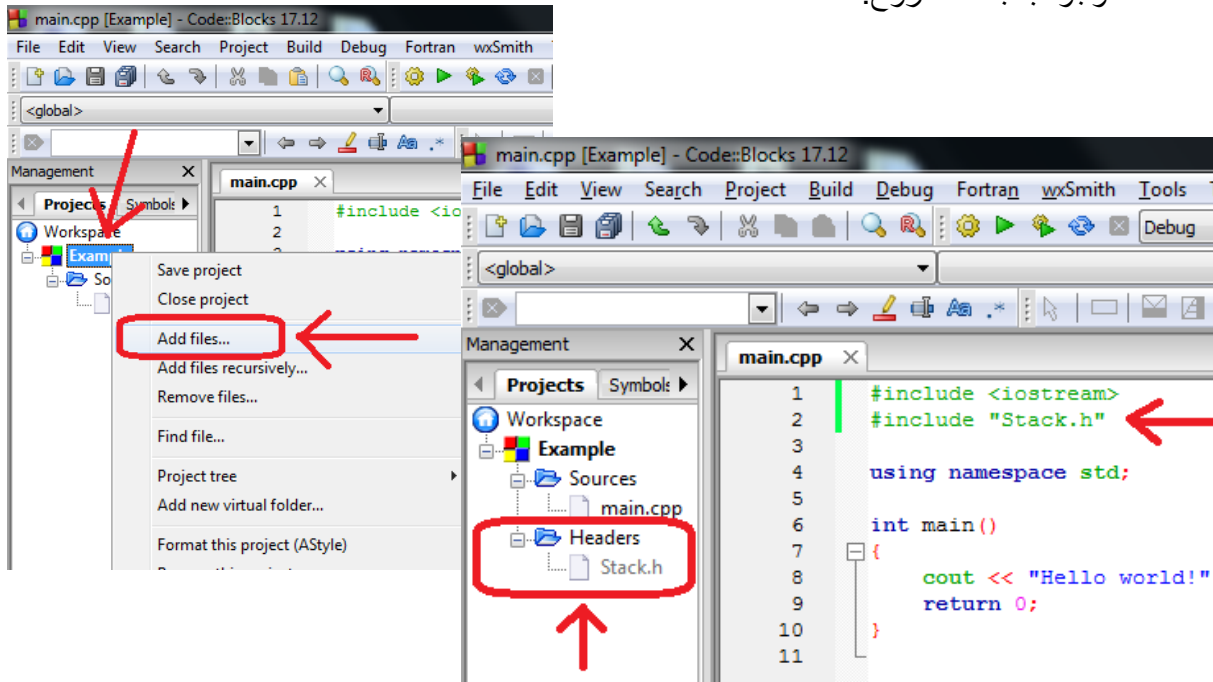 main.cpp [Example] - Code::Blocks 17.12
File Edit View Search Project Build Debug Fortran wxSmith
<global>
Management
Projects Symbols
main.cpp
1 #include <io
2
Workspace
Example
So
Save project
Close project
Add files...
Add files recursively...
Remove files...
Find file...
Project tree
Add new virtual folder...
Format this project (AStyle)
main.cpp [Example] - Code::Blocks 17.12
File Edit View Search Project Build Debug Fortran wxSmith Tools
Debug
<global>
Management
Projects Symbols
main.cpp
Workspace
Example
Sources
main.cpp
Headers
Stack.h
1 #include <iostream>
2 #include "Stack.h"
3
4 using namespace std;
5
6 int main()
7 {
8 cout << "Hello world!"
9 return 0;
10 }
11